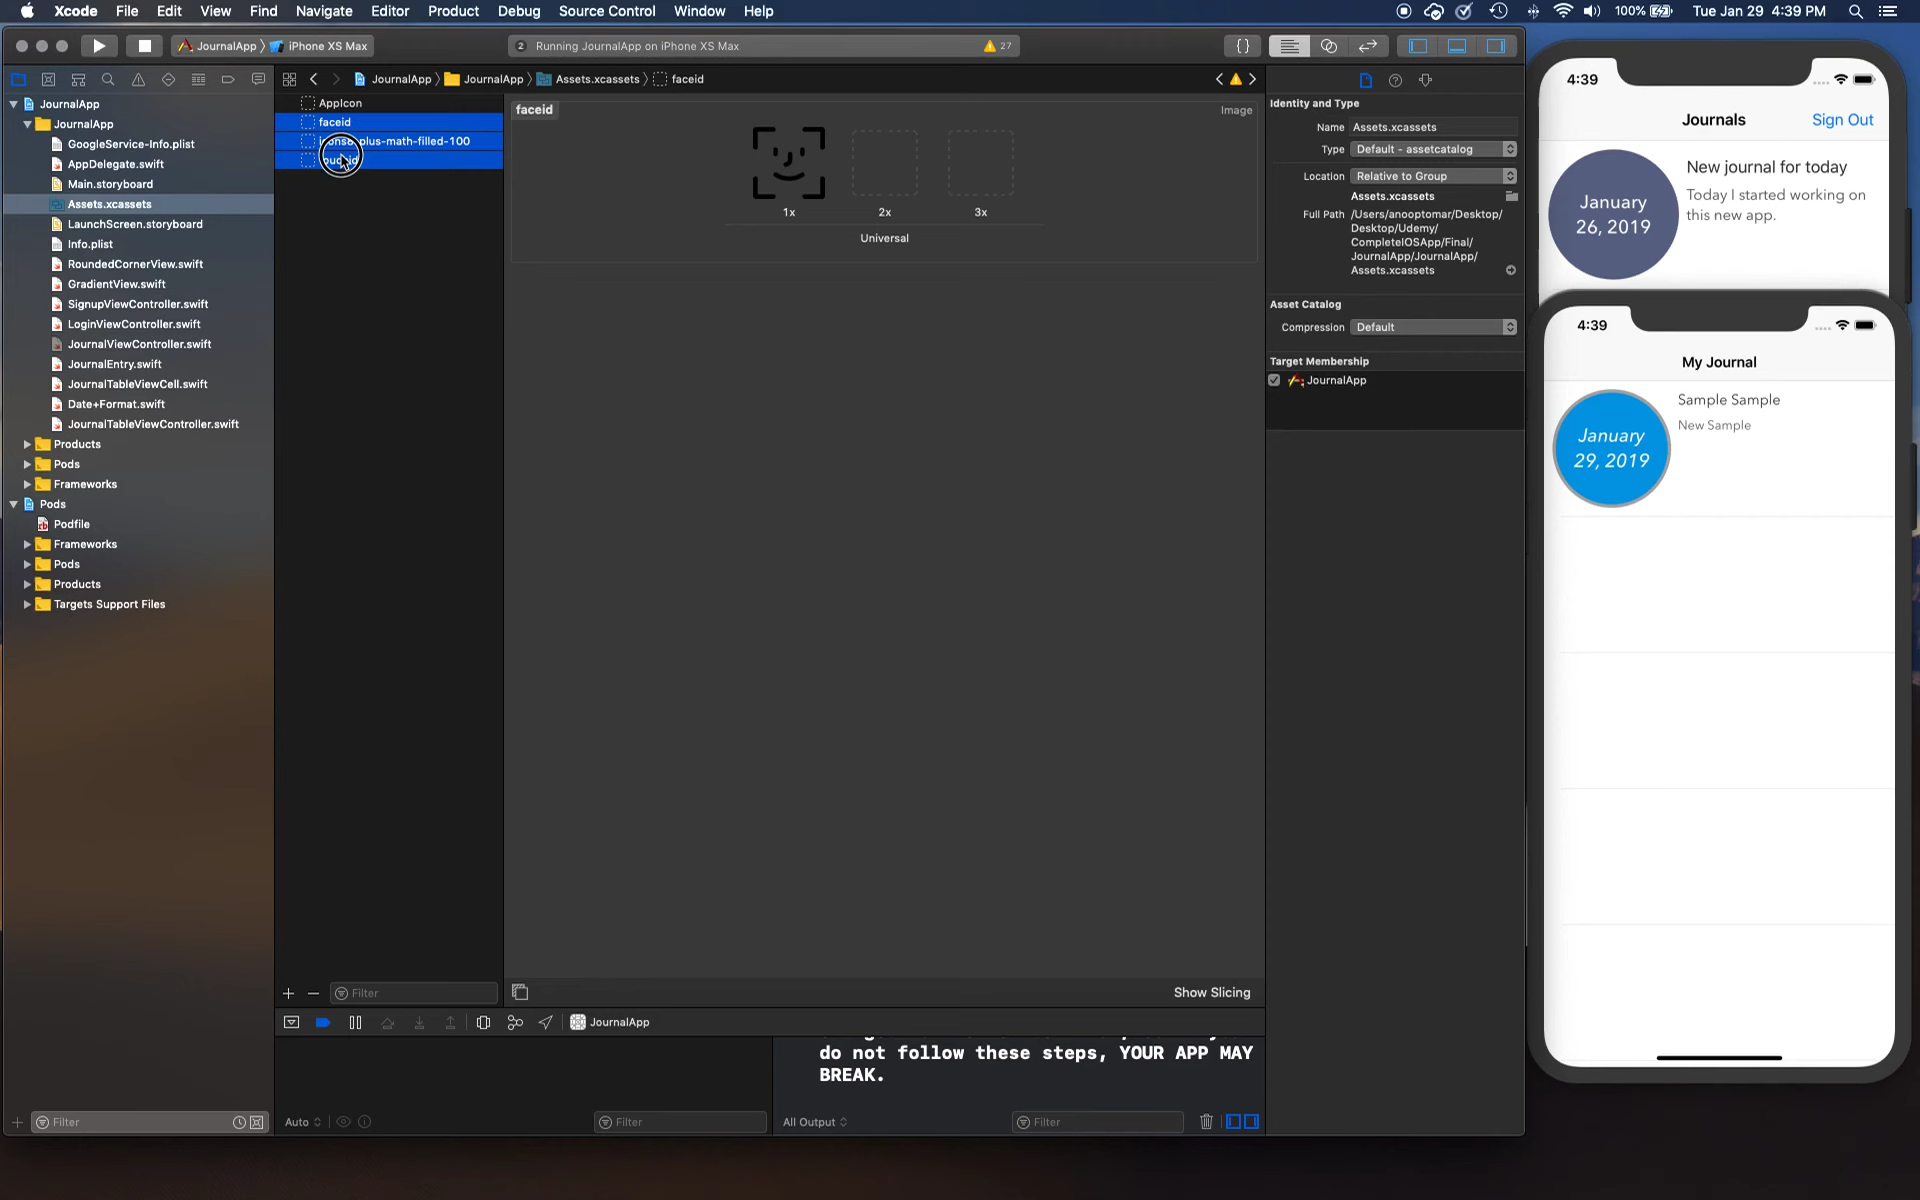 Xcode File Edit View Find Navigate Editor Product Debug Source Control Window Help
100% Tue Jan 29 4:39 PM
JournalApp iPhone XS Max
2 Running JournalApp on iPhone XS Max 27
JournalApp JournalApp Assets.xcassets faceid
JournalApp
JournalApp
GoogleService-Info.plist
AppDelegate.swift
Main.storyboard
Assets.xcassets
LaunchScreen.storyboard
Info.plist
RoundedCornerView.swift
GradientView.swift
SignupViewController.swift
LoginViewController.swift
JournalViewController.swift
JournalEntry.swift
JournalTableViewCell.swift
Date+Format.swift
JournalTableViewController.swift
Products
Pods
Frameworks
Pods
Podfile
Frameworks
Pods
Products
Targets Support Files
Filter
AppIcon
faceid
Filter
faceid
Image
1x 2x 3x
Universal
Show Slicing
JournalApp
do not follow these steps, YOUR APP MAY
BREAK.
Auto
Filter
All Output
Filter
Identity and Type
Name Assets.xcassets
Type Default - assetcatalog
Location Relative to Group
Assets.xcassets
Full Path /Users/anooptomar/Desktop/
Desktop/Udemy/
CompleteIOSApp/Final/
JournalApp/JournalApp/
Assets.xcassets
Asset Catalog
Compression Default
Target Membership
JournalApp
4:39
Journals Sign Out
January
26, 2019
New journal for today
Today I started working on
this new app.
4:39
My Journal
January
29, 2019
Sample Sample
New Sample